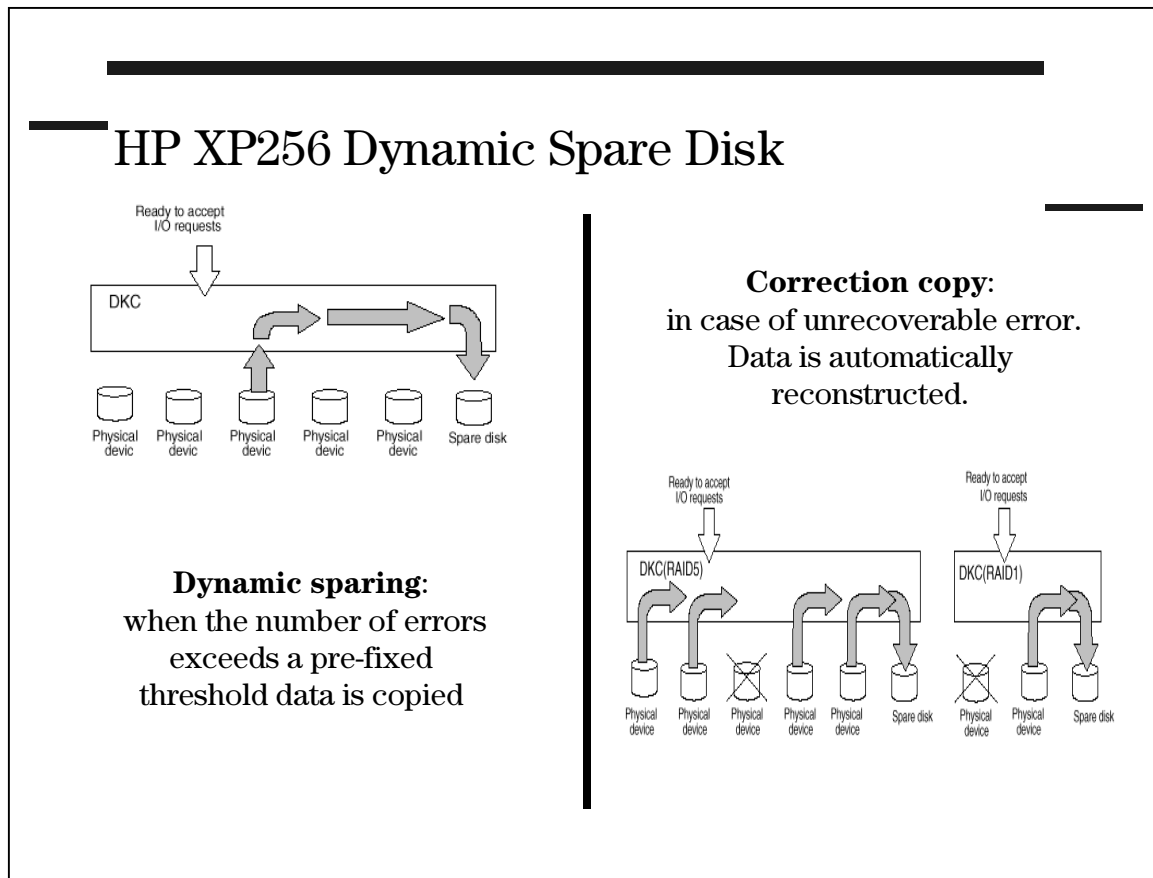 HP XP256 Dynamic Spare Disk
Ready to accept
I/O requests
DKC
Physical
devic
Physical
devic
Physical
devic
Physical
devic
Physical
devic
Spare disk
Dynamic sparing:
when the number of errors
exceeds a pre-fixed
threshold data is copied
Correction copy:
in case of unrecoverable error.
Data is automatically
reconstructed.
Ready to accept
I/O requests
DKC(RAID5)
Physical
device
Physical
device
Physical
device
Physical
device
Physical
device
Spare disk
Ready to accept
I/O requests
DKC(RAID1)
Physical
device
Physical
device
Spare disk